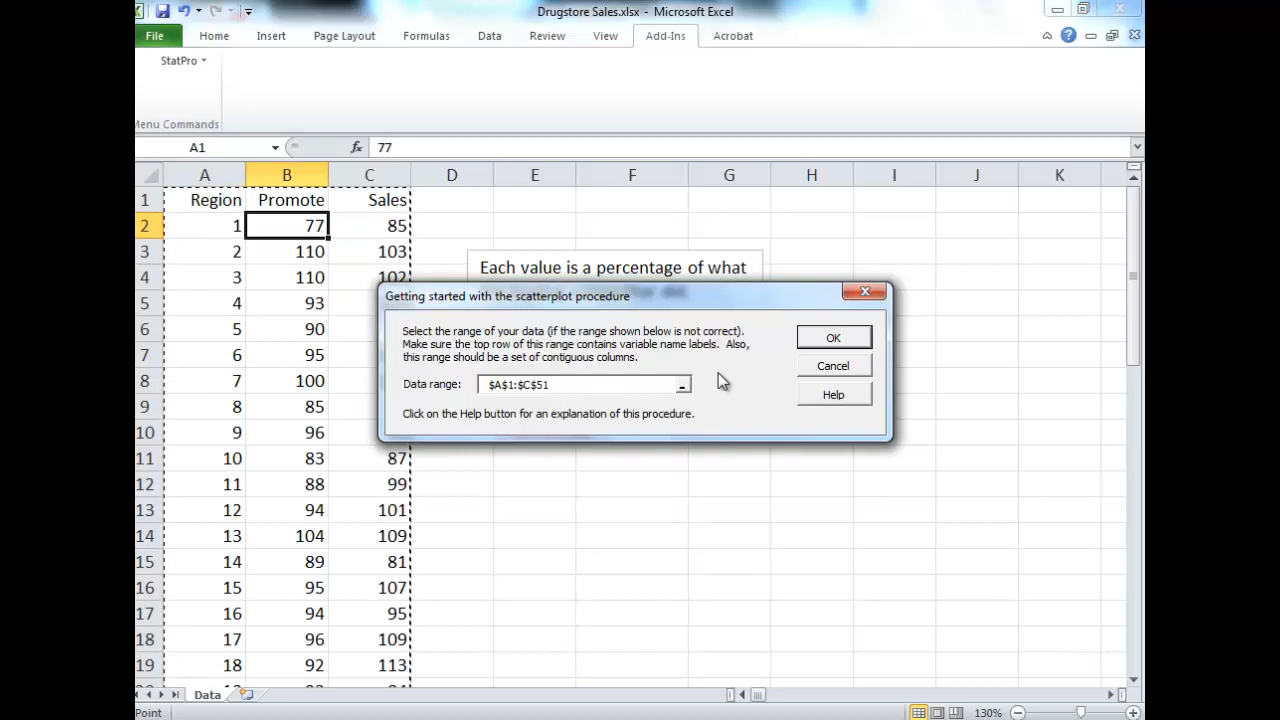 Drugstore Sales.xlsx - Microsoft Excel
File Home Insert Page Layout Formulas Data Review View Add-Ins Acrobat
StatPro
Menu Commands
A1 fx 77
A B C D E F G H I J K
1 Region Promote Sales
2 1 77 85
3 2 110 103
Each value is a percentage of what
4 3 110 102
5 4 93
6 5 90
7 6 95
8 7 100
9 8 85
10 9 96
11 10 83 87
12 11 88 99
13 12 94 101
14 13 104 109
15 14 89 81
16 15 95 107
17 16 94 95
18 17 96 109
19 18 92 113
Getting started with the scatterplot procedure
Select the range of your data (if the range shown below is not correct).
Make sure the top row of this range contains variable name labels. Also,
this range should be a set of contiguous columns.
Data range: $A$1:$C$51
Click on the Help button for an explanation of this procedure.
OK
Cancel
Help
Data
Point 130%